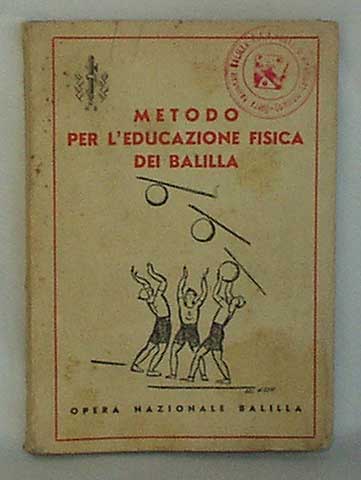 METODO
PER L'EDUCAZIONE FISICA
DEI BALILLA
OPERA NAZIONALE BALILLA